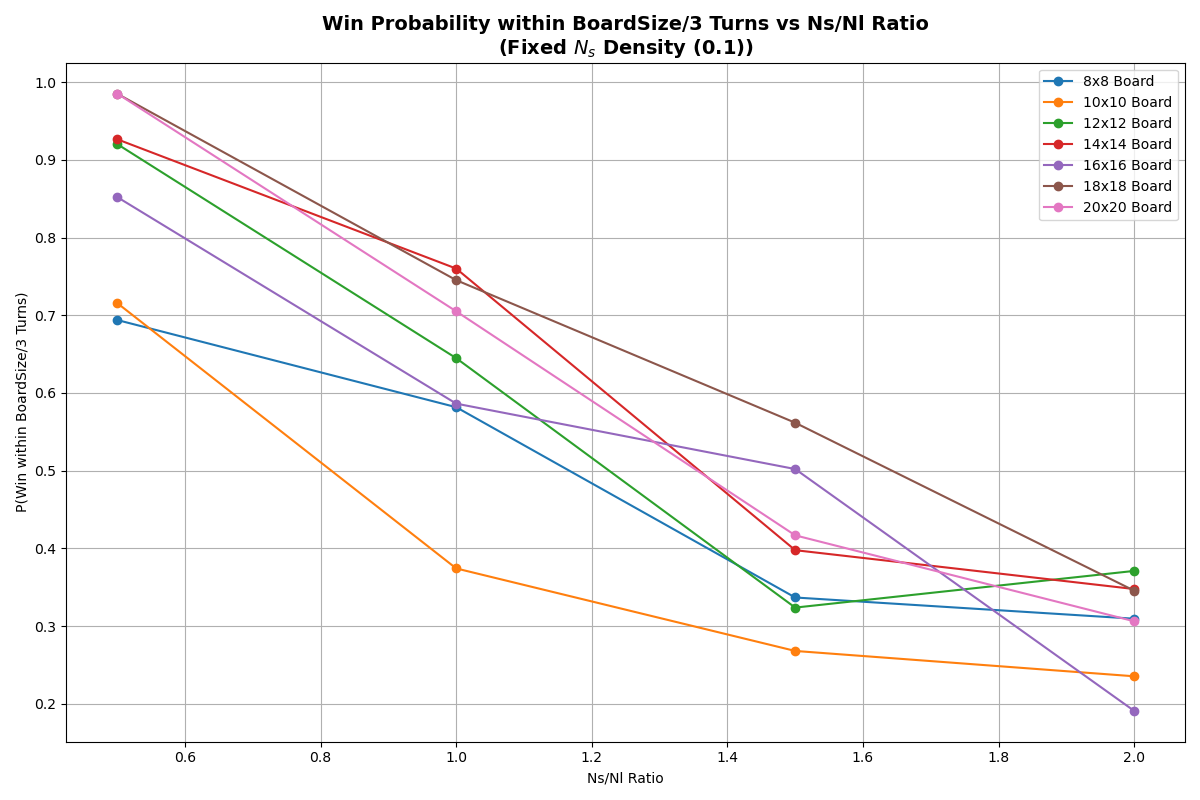 Win Probability within BoardSize/3 Turns vs Ns/Nl Ratio
(Fixed $N_s$ Density (0.1))
P(Win within BoardSize/3 Turns)
1.0
0.9
0.8
0.7
0.6
0.5
0.4
0.3
0.2
8x8 Board
10x10 Board
12x12 Board
14x14 Board
16x16 Board
18x18 Board
20x20 Board
0.6 0.8 1.0 1.2 1.4 1.6 1.8 2.0
Ns/Nl Ratio